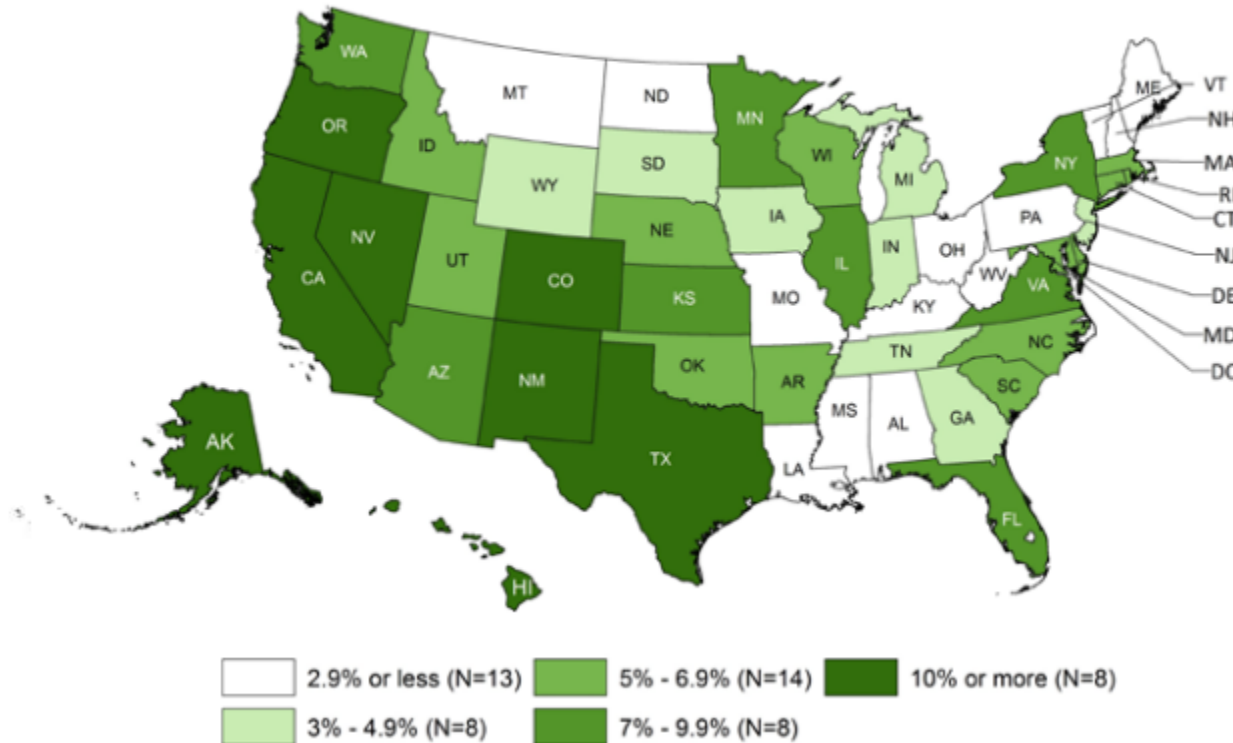 WA
MT
ND
MN
ME
VT
NH
MA
RI
CT
NJ
DE
MD
DC
OR
ID
SD
WI
NY
WY
MI
IA
PA
NV
NE
IN
OH
UT
IL
CA
CO
WV
VA
KS
MO
KY
NC
TN
AZ
OK
AR
SC
NM
MS
AL
GA
AK
TX
LA
FL
HI
2.9% or less (N=13)
5% - 6.9% (N=14)
10% or more (N=8)
3% - 4.9% (N=8)
7% - 9.9% (N=8)